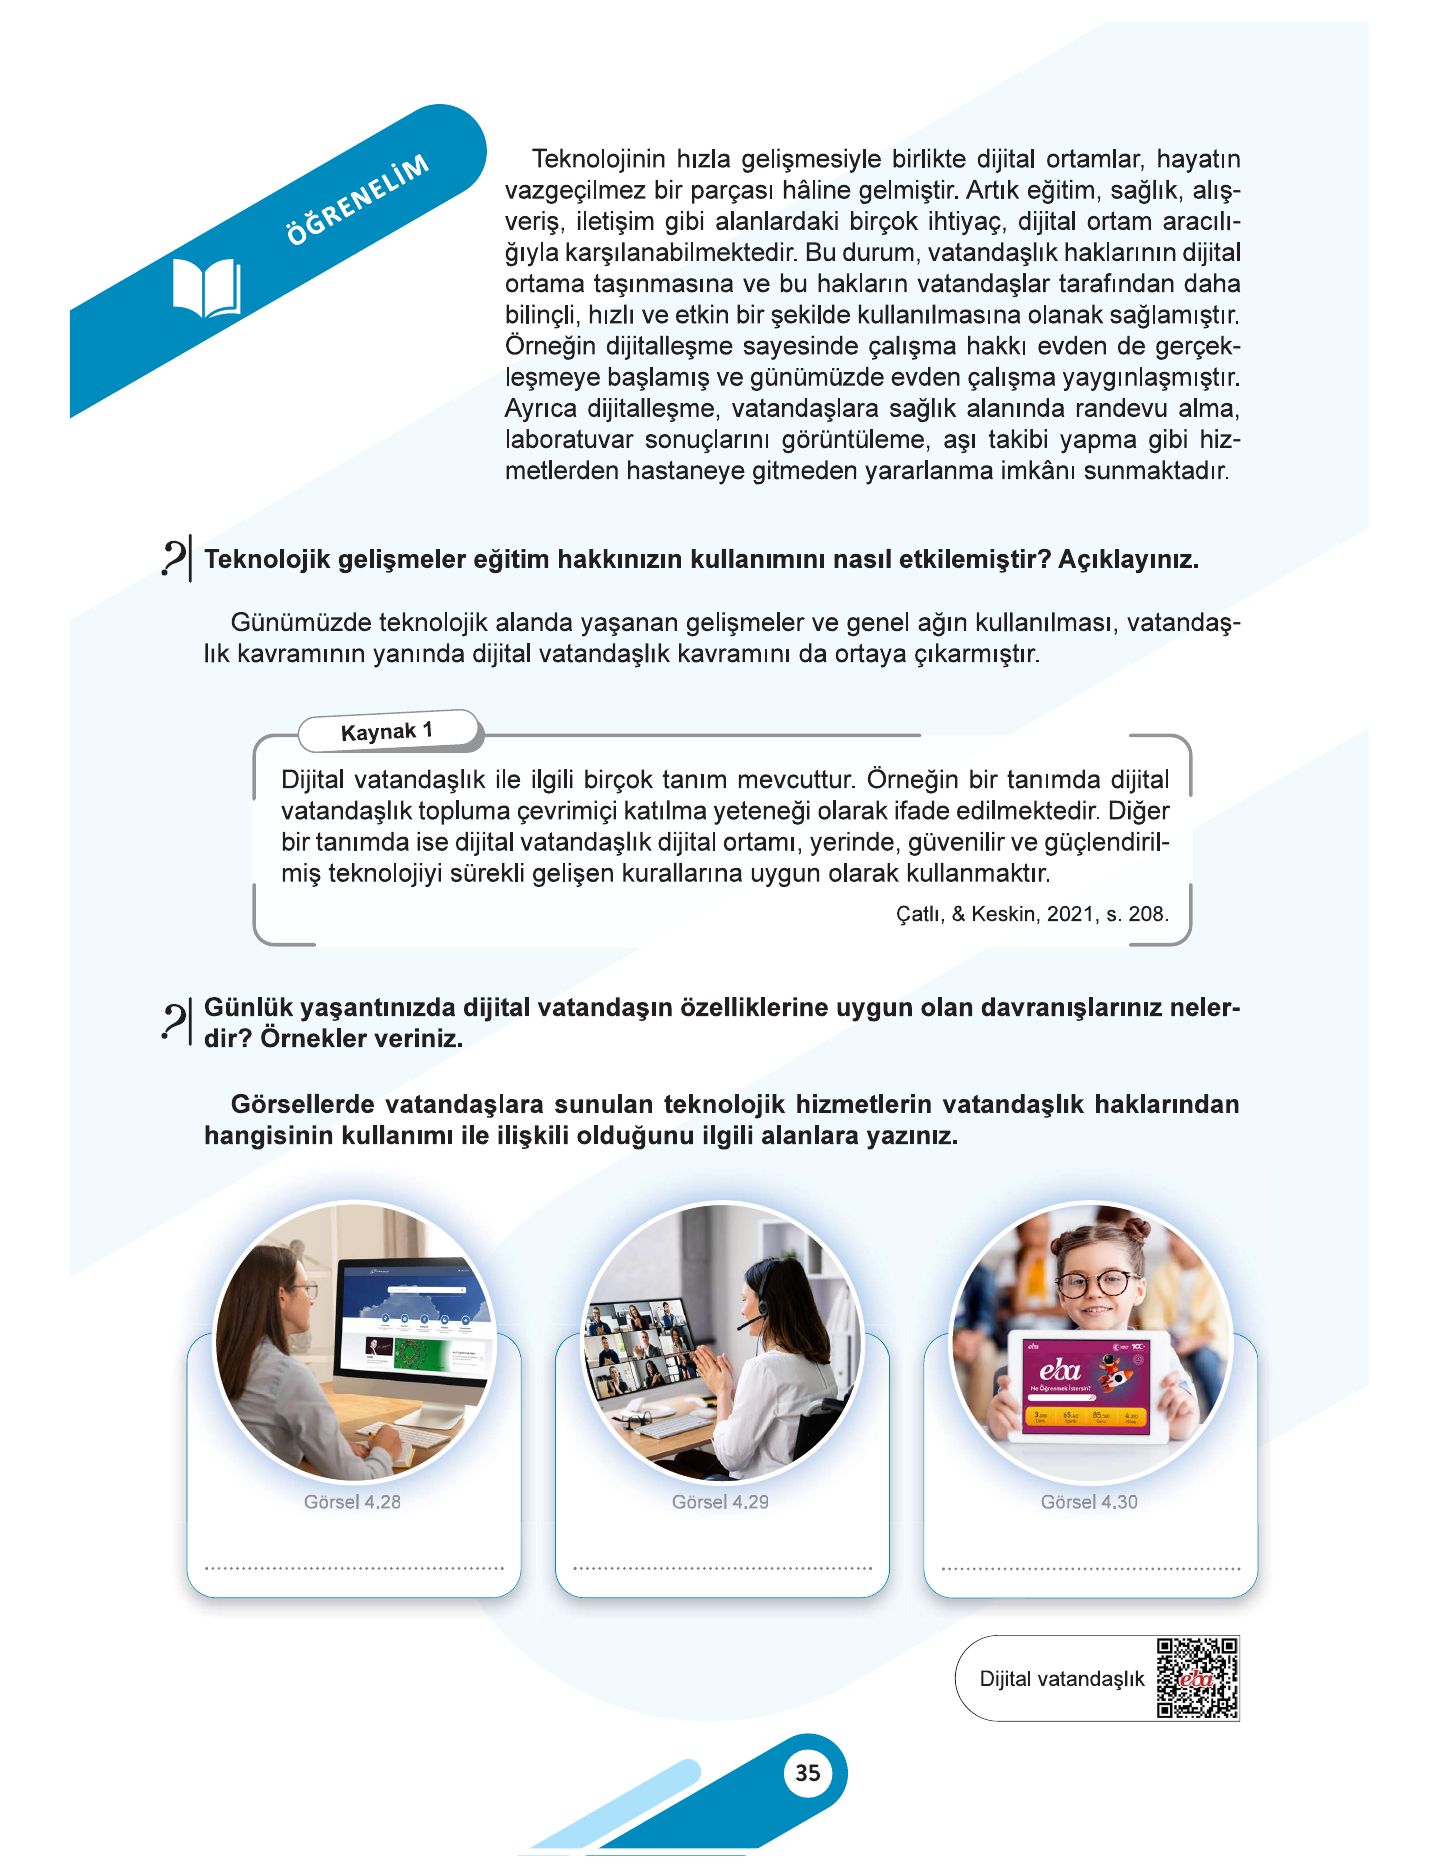 ÖĞRENELİM
Teknolojinin hızla gelişmesiyle birlikte dijital ortamlar, hayatın
vazgeçilmez bir parçası hâline gelmiştir. Artık eğitim, sağlık, alış-
veriş, iletişim gibi alanlardaki birçok ihtiyaç, dijital ortam aracılı-
ğıyla karşılanabilmektedir. Bu durum, vatandaşlık haklarının dijital
ortama taşınmasına ve bu hakların vatandaşlar tarafından daha
bilinçli, hızlı ve etkin bir şekilde kullanılmasına olanak sağlamıştır.
Örneğin dijitalleşme sayesinde çalışma hakkı evden de gerçek-
leşmeye başlamış ve günümüzde evden çalışma yaygınlaşmıştır.
Ayrıca dijitalleşme, vatandaşlara sağlık alanında randevu alma,
laboratuvar sonuçlarını görüntüleme, aşı takibi yapma gibi hiz-
metlerden hastaneye gitmeden yararlanma imkânı sunmaktadır.
? Teknolojik gelişmeler eğitim hakkınızın kullanımını nasıl etkilemiştir? Açıklayınız.
Günümüzde teknolojik alanda yaşanan gelişmeler ve genel ağın kullanılması, vatandaş-
lık kavramının yanında dijital vatandaşlık kavramını da ortaya çıkarmıştır.
Kaynak 1
Dijital vatandaşlık ile ilgili birçok tanım mevcuttur. Örneğin bir tanımda dijital
vatandaşlık topluma çevrimiçi katılma yeteneği olarak ifade edilmektedir. Diğer
bir tanımda ise dijital vatandaşlık dijital ortamı, yerinde, güvenilir ve güçlendiril-
miş teknolojiyi sürekli gelişen kurallarına uygun olarak kullanmaktır.
Çatlı, & Keskin, 2021, s. 208.
? Günlük yaşantınızda dijital vatandaşın özelliklerine uygun olan davranışlarınız neler-
dir? Örnekler veriniz.
Görsellerde vatandaşlara sunulan teknolojik hizmetlerin vatandaşlık haklarından
hangisinin kullanımı ile ilişkili olduğunu ilgili alanlara yazınız.
eba
eba
Ne Öğrenmek İstersin?
Görsel 4.28
Görsel 4.29
Görsel 4.30
Dijital vatandaşlık
eba
35